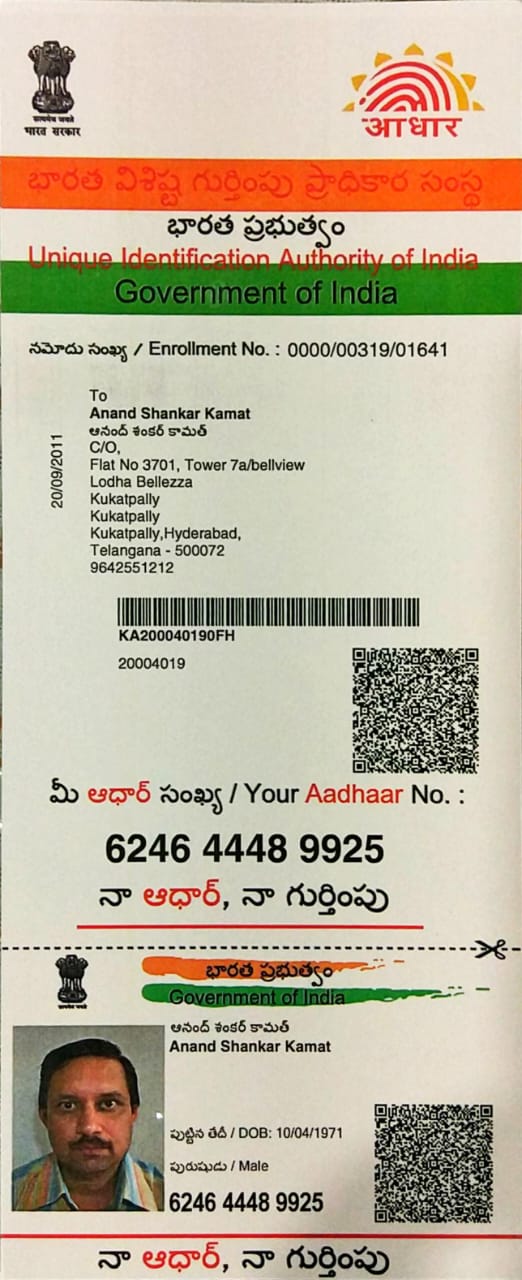 सत्यमेव जयते
भारत सरकार
आधार
భారత విశిష్ట గుర్తింపు ప్రాధికార సంస్థ
భారత ప్రభుత్వం
Unique Identification Authority of India
Government of India
నమోదు సంఖ్య / Enrollment No. : 0000/00319/01641
20/09/2011
To
Anand Shankar Kamat
ఆనంద్ శంకర్ కామత్
C/O,
Flat No 3701, Tower 7a/bellview
Lodha Bellezza
Kukatpally
Kukatpally
Kukatpally,Hyderabad,
Telangana - 500072
9642551212
KA200040190FH
20004019
మీ ఆధార్ సంఖ్య / Your Aadhaar No. :
6246 4448 9925
నా ఆధార్, నా గుర్తింపు
భారత ప్రభుత్వం
Government of India
ఆనంద్ శంకర్ కామత్
Anand Shankar Kamat
పుట్టిన తేదీ / DOB: 10/04/1971
పురుషుడు / Male
6246 4448 9925
నా ఆధార్, నా గుర్తింపు